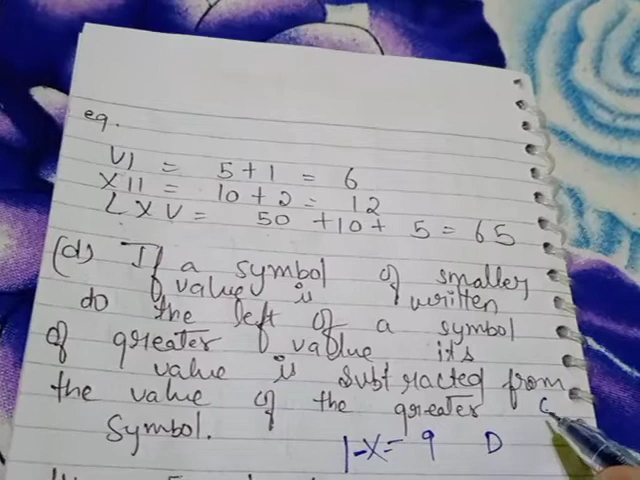 eg.
VI = 5 + 1 = 6
XII = 10 + 2 = 12
LXV = 50 + 10 + 5 = 65
(d) If a symbol of smaller
value is written
do the left of a symbol
of greater value its
value is subtracted from
the value of the greater
Symbol.
I-X = 9 D C